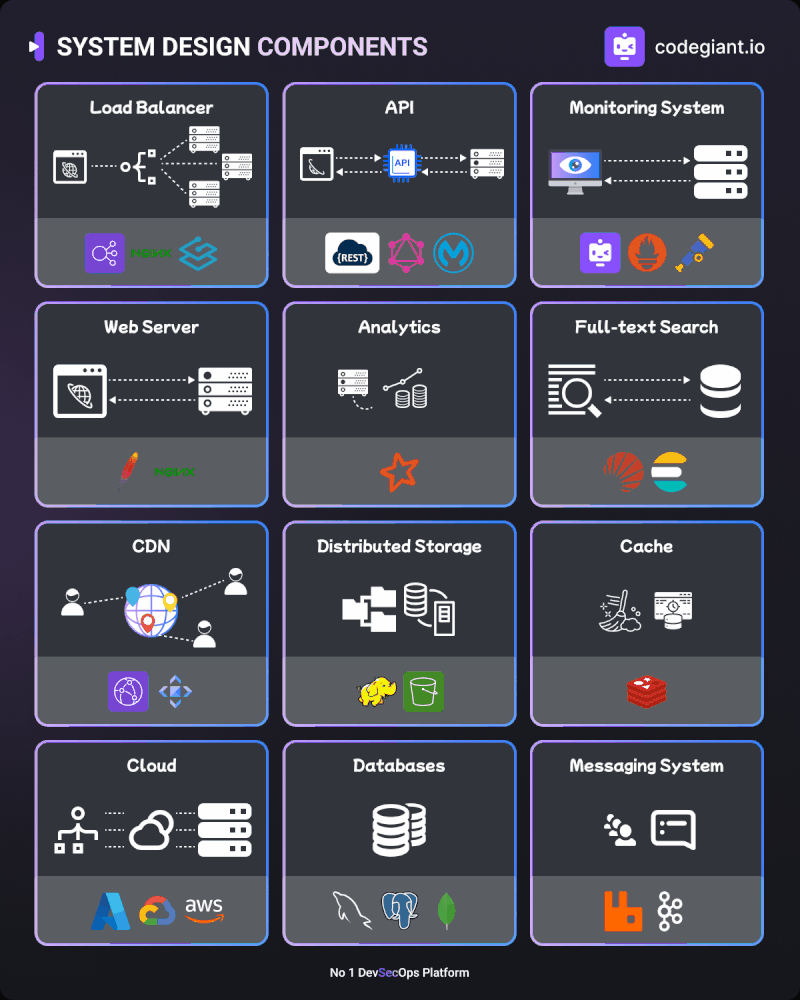 SYSTEM DESIGN COMPONENTS
codegiant.io
Load Balancer
API
Monitoring System
API
NGINX
{REST}
Web Server
Analytics
Full-text Search
NGINX
CDN
Distributed Storage
Cache
Cloud
Databases
Messaging System
aws
No 1 DevSecOps Platform